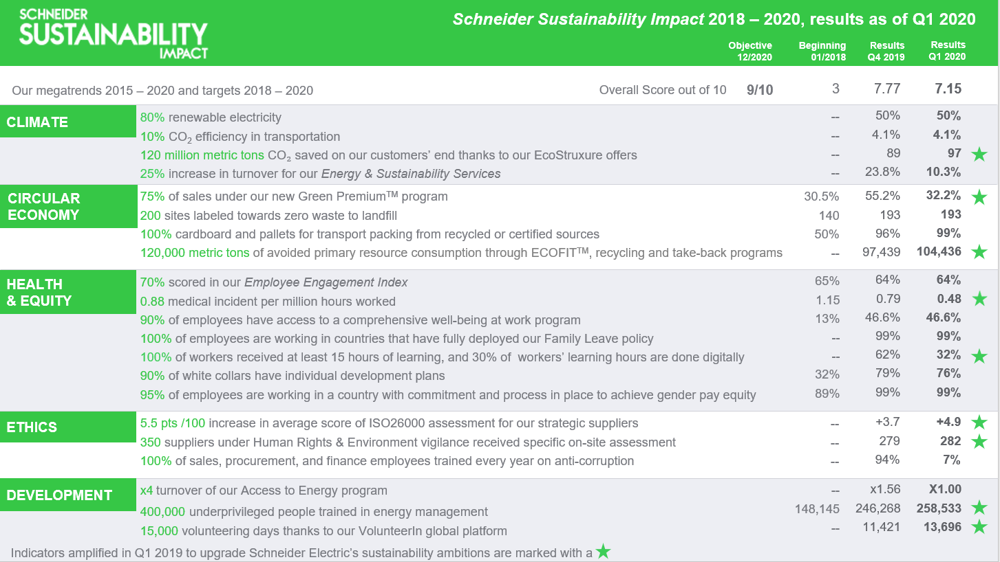 SCHNEIDER
SUSTAINABILITY
IMPACT
Schneider Sustainability Impact 2018 – 2020, results as of Q1 2020
Objective 12/2020 Beginning 01/2018 Results Q4 2019 Results Q1 2020
Our megatrends 2015 – 2020 and targets 2018 – 2020 Overall Score out of 10 9/10 3 7.77 7.15
CLIMATE
80% renewable electricity -- 50% 50%
10% CO₂ efficiency in transportation -- 4.1% 4.1%
120 million metric tons CO₂ saved on our customers’ end thanks to our EcoStruxure offers -- 89 97 ★
25% increase in turnover for our Energy & Sustainability Services -- 23.8% 10.3%
CIRCULAR
ECONOMY
75% of sales under our new Green Premium™ program 30.5% 55.2% 32.2% ★
200 sites labeled towards zero waste to landfill 140 193 193
100% cardboard and pallets for transport packing from recycled or certified sources 50% 96% 99%
120,000 metric tons of avoided primary resource consumption through ECOFIT™, recycling and take-back programs -- 97,439 104,436 ★
HEALTH
& EQUITY
70% scored in our Employee Engagement Index 65% 64% 64%
0.88 medical incident per million hours worked 1.15 0.79 0.48 ★
90% of employees have access to a comprehensive well-being at work program 13% 46.6% 46.6%
100% of employees are working in countries that have fully deployed our Family Leave policy -- 99% 99%
100% of workers received at least 15 hours of learning, and 30% of  workers’ learning hours are done digitally -- 62% 32% ★
90% of white collars have individual development plans 32% 79% 76%
95% of employees are working in a country with commitment and process in place to achieve gender pay equity 89% 99% 99%
ETHICS
5.5 pts /100 increase in average score of ISO26000 assessment for our strategic suppliers -- +3.7 +4.9 ★
350 suppliers under Human Rights & Environment vigilance received specific on-site assessment -- 279 282 ★
100% of sales, procurement, and finance employees trained every year on anti-corruption -- 94% 7%
DEVELOPMENT
x4 turnover of our Access to Energy program -- x1.56 X1.00
400,000 underprivileged people trained in energy management 148,145 246,268 258,533 ★
15,000 volunteering days thanks to our VolunteerIn global platform -- 11,421 13,696 ★
Indicators amplified in Q1 2019 to upgrade Schneider Electric’s sustainability ambitions are marked with a ★